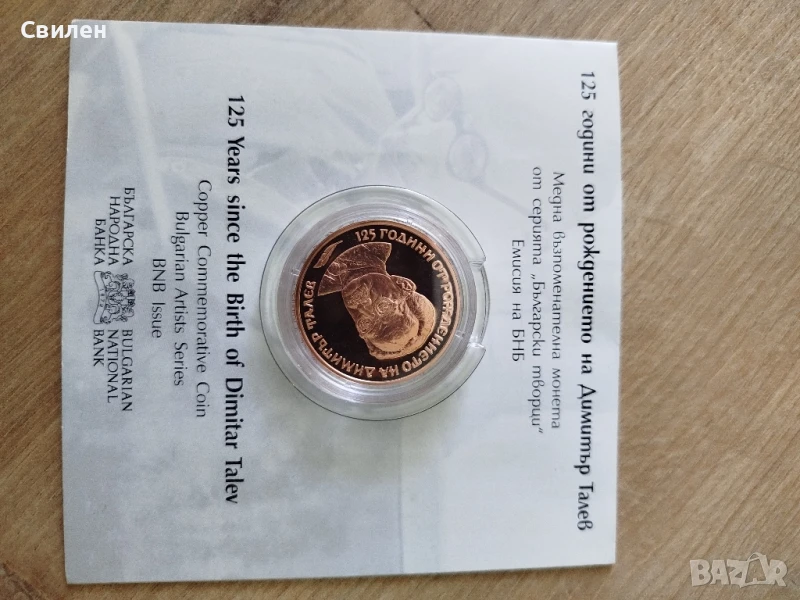 Свилен
125 години от рождението на Димитър Талев
Медна възпоменателна монета
от серията „Български творци“
Емисия на БНБ
125 ГОДИНИ ОТ РОЖДЕНИЕТО НА ДИМИТЪР ТАЛЕВ
125 Years since the Birth of Dimitar Talev
Copper Commemorative Coin
Bulgarian Artists Series
BNB Issue
БЪЛГАРСКА
НАРОДНА
БАНКА
BULGARIAN
NATIONAL
BANK
BAZAR